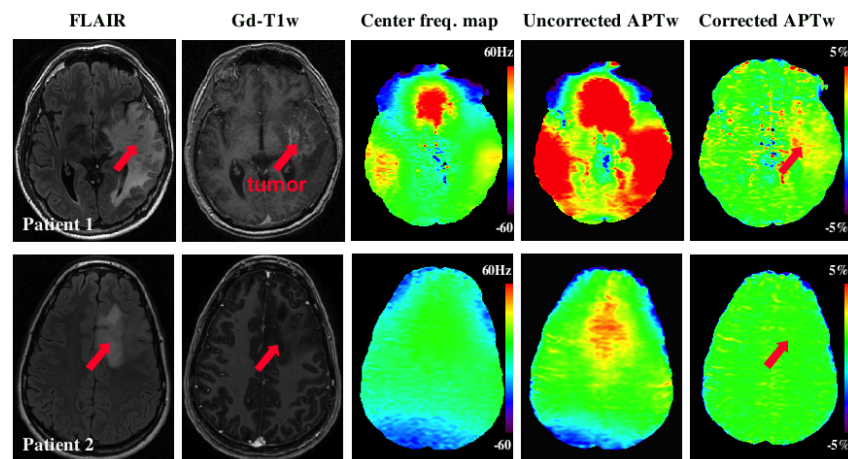 FLAIR Gd-T1w Center freq. map Uncorrected APTw Corrected APTw
60Hz 5%
tumor
Patient 1 -60 -5%
60Hz 5%
Patient 2 -60 -5%